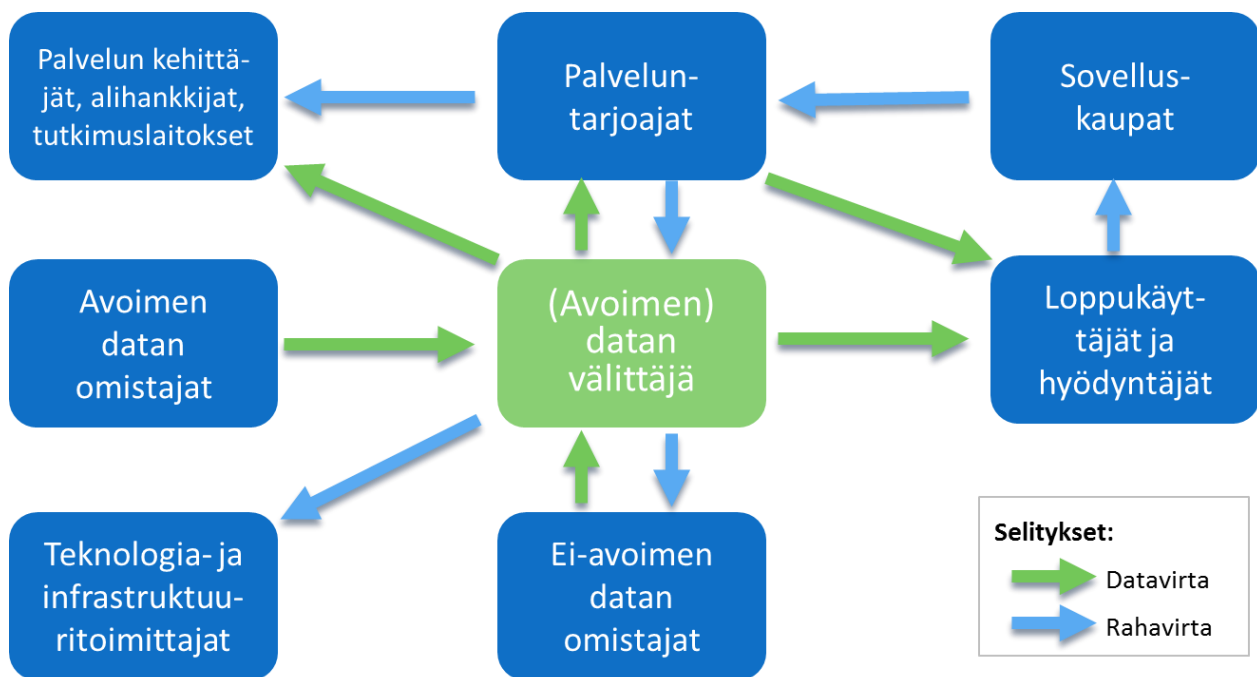 Palvelun kehittä-
jät, alihankkijat,
tutkimuslaitokset
Palvelun-
tarjoajat
Sovellus-
kaupat
Avoimen
datan
omistajat
(Avoimen)
datan
välittäjä
Loppukäyt-
täjät ja
hyödyntäjät
Teknologia- ja
infrastruktuu-
ritoimittajat
Ei-avoimen
datan
omistajat
Selitykset:
Datavirta
Rahavirta